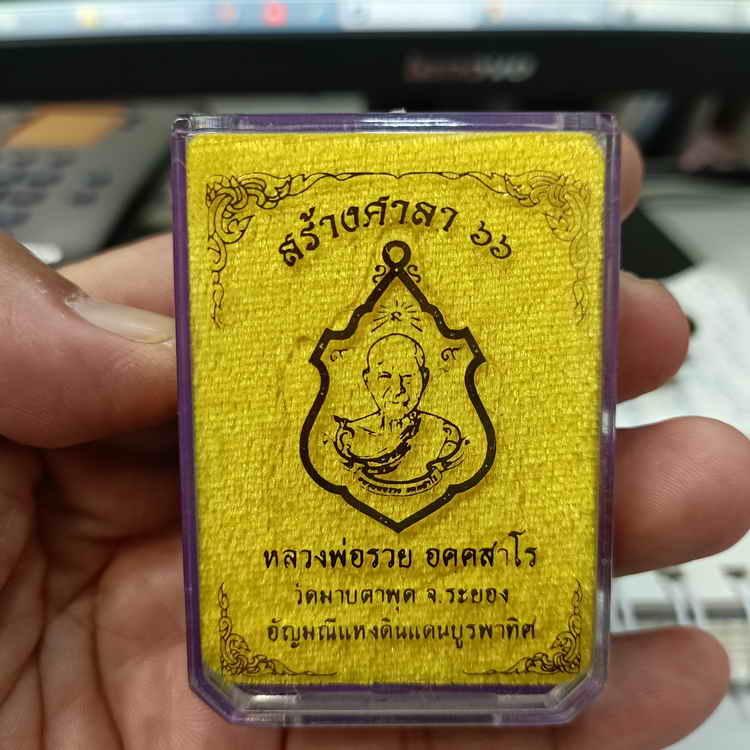 สร้างศาลา ๖๖
๙ ๙
หลวงพ่อรวย อคคสาโร
วัดมาบตาพุด จ.ระยอง
อัญมณีแห่งดินแดนบูรพาทิศ